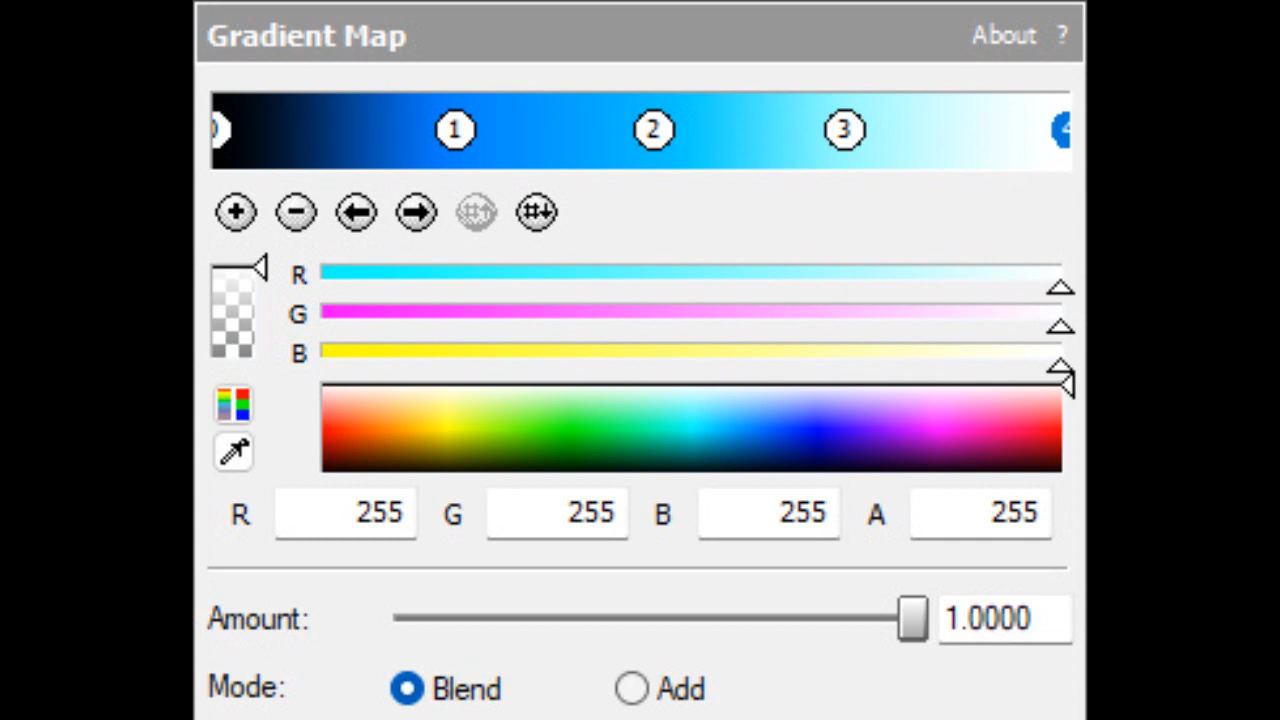 Gradient Map About ?
1 2 3
R
G
B
R 255 G 255 B 255 A 255
Amount: 1.0000
Mode: Blend Add